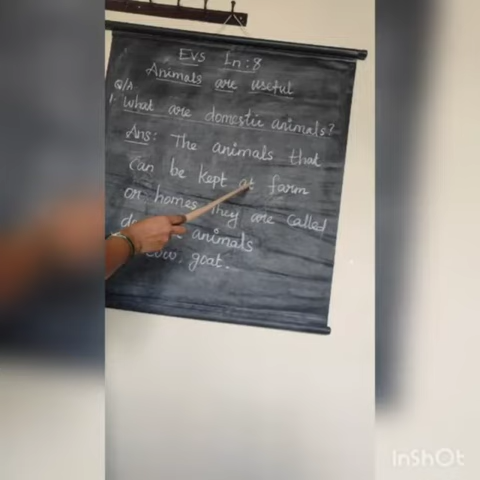 EVS Ln:8
Animals are useful
Q/A
1. What are domestic animals?
Ans: The animals that
can be kept at farm
or homes They are called
animals
Cow, goat.
InShOt